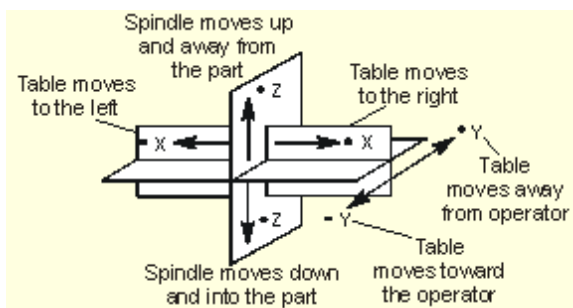 Spindle moves up
and away from
the part
Table moves
to the left
Table moves
to the right
Z
X
X
Y
Table
moves away
from operator
Z
- Y
Table
moves toward
the operator
Spindle moves down
and into the part